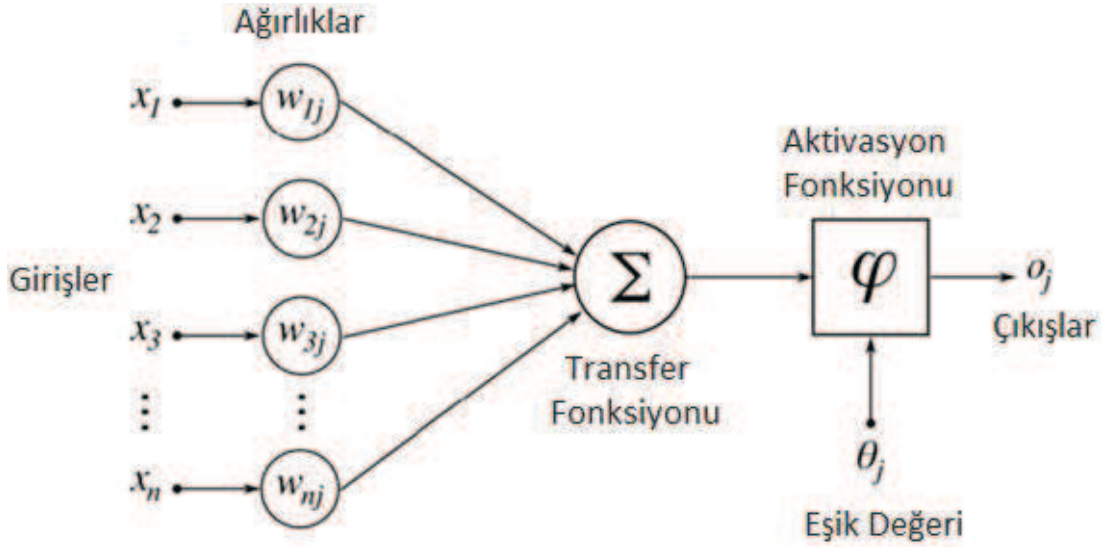 Ağırlıklar
x₁
w₁ⱼ
x₂
w₂ⱼ
Girişler
x₃
w₃ⱼ
xₙ
wₙⱼ
Σ
Transfer
Fonksiyonu
Aktivasyon
Fonksiyonu
φ
oⱼ
Çıkışlar
θⱼ
Eşik Değeri